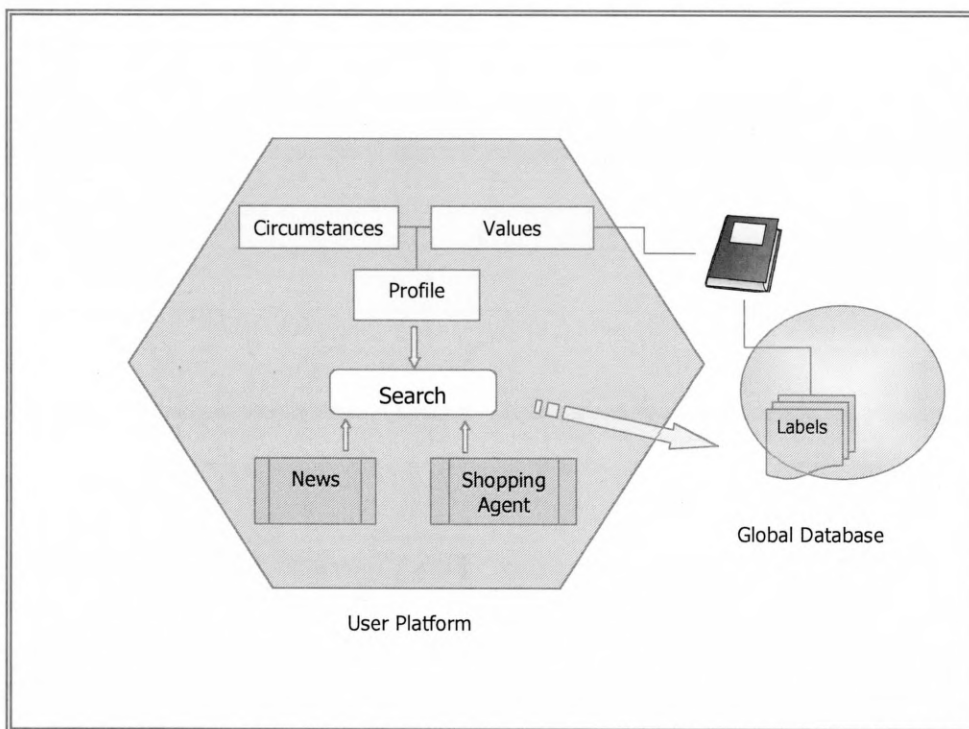 Circumstances
Values
Profile
Search
News
Shopping
Agent
Labels
Global Database
User Platform